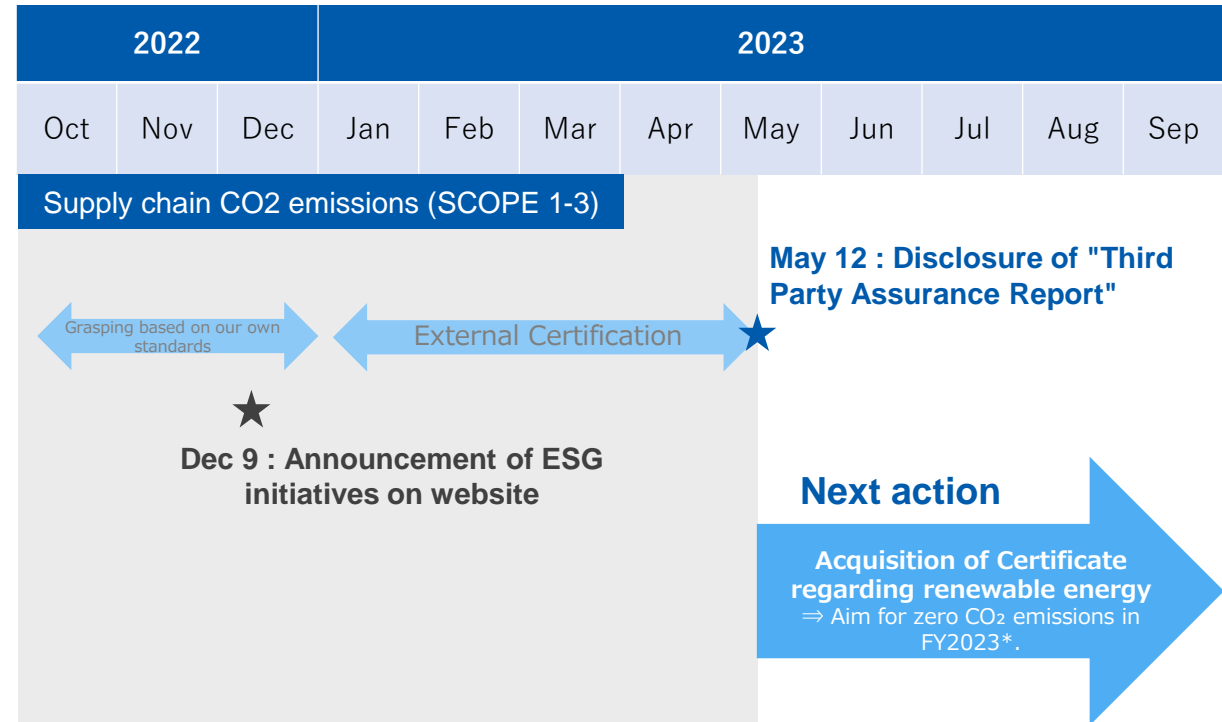 2022 2023
Oct Nov Dec Jan Feb Mar Apr May Jun Jul Aug Sep
Supply chain CO2 emissions (SCOPE 1-3)
May 12 : Disclosure of "Third
Party Assurance Report"
Grasping based on our own
standards
External Certification
Dec 9 : Announcement of ESG
initiatives on website
Next action
Acquisition of Certificate
regarding renewable energy
⇒ Aim for zero CO₂ emissions in
FY2023*.